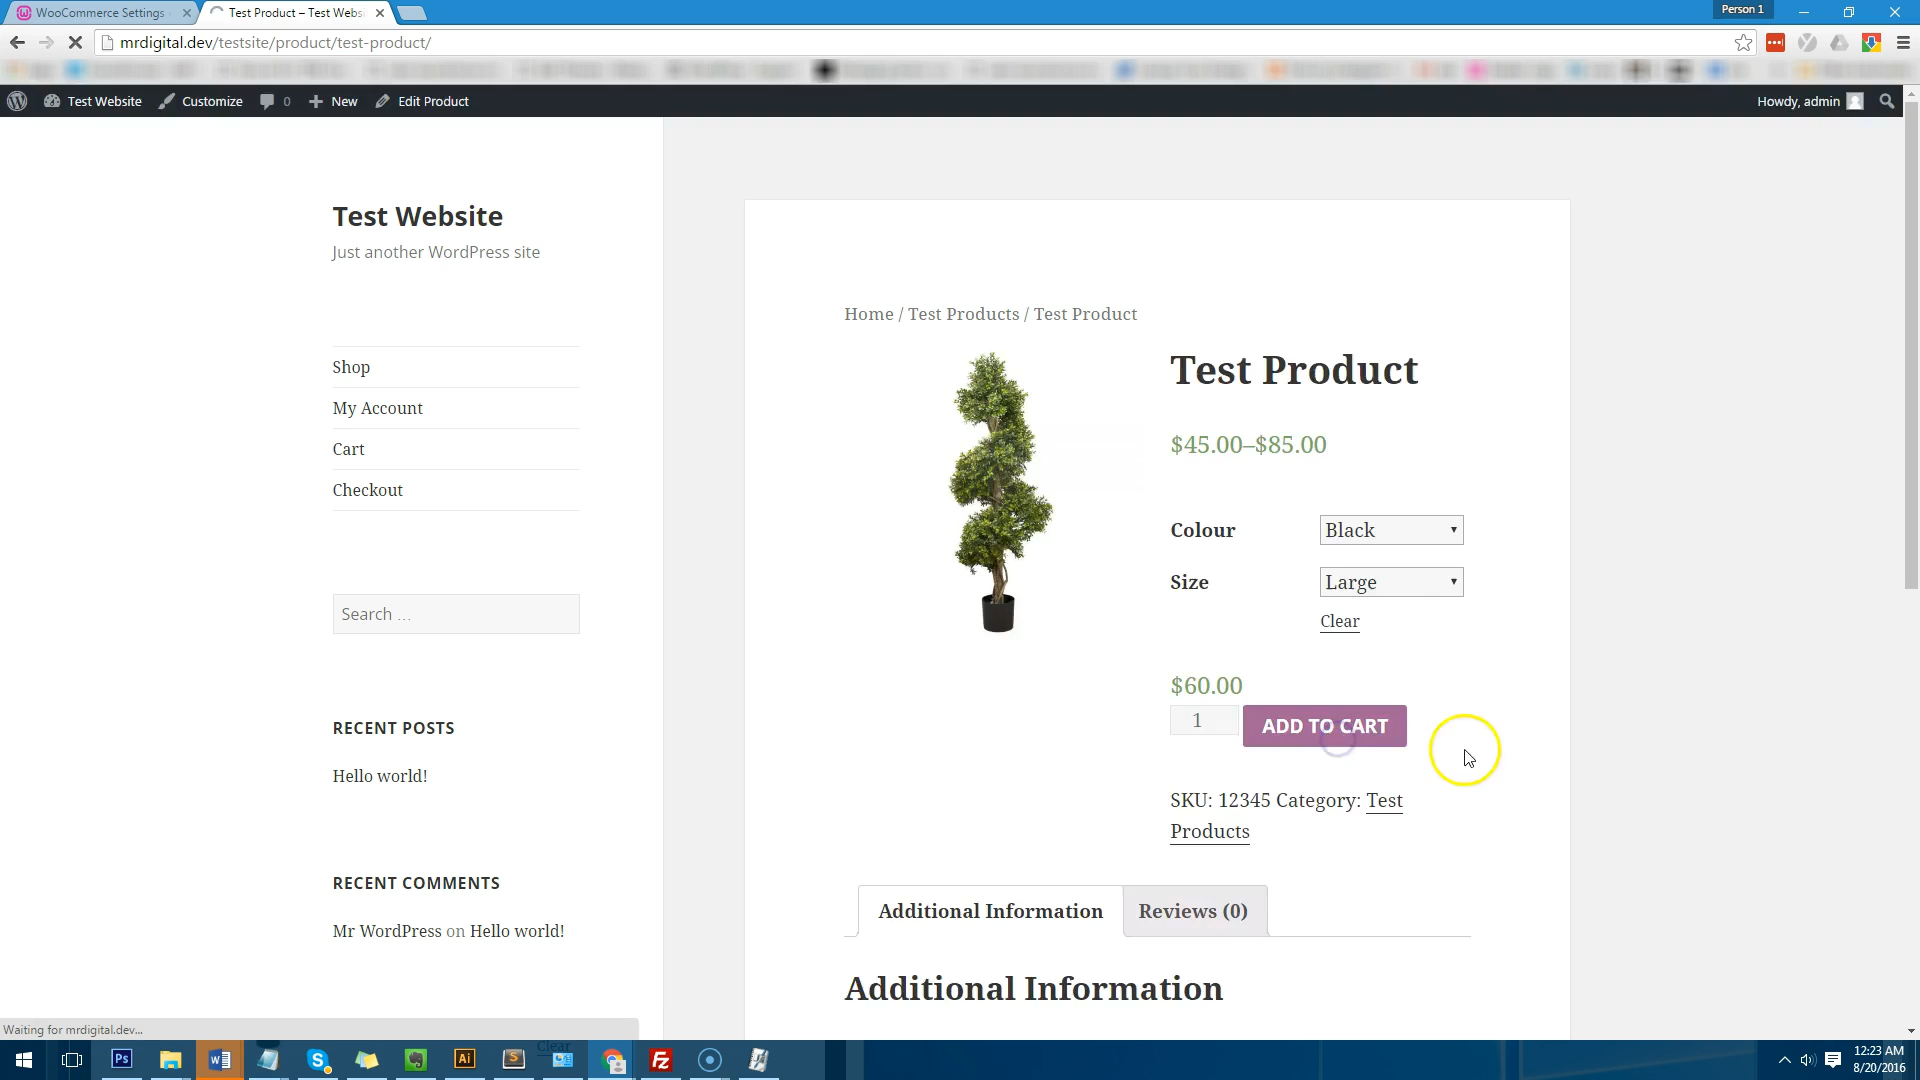 WooCommerce Settings
Test Product – Test Webs
Person 1
mrdigital.dev/testsite/product/test-product/
Test Website
Customize
0
New
Edit Product
Howdy, admin
Test Website
Just another WordPress site
Shop
My Account
Cart
Checkout
Search …
RECENT POSTS
Hello world!
RECENT COMMENTS
Mr WordPress on Hello world!
Home / Test Products / Test Product
Test Product
$45.00–$85.00
Colour
Black
Size
Large
Clear
$60.00
1
ADD TO CART
SKU: 12345 Category: Test
Products
Additional Information
Reviews (0)
Additional Information
Waiting for mrdigital.dev...
Clear
Ps
Ai
S
Fz
12:23 AM
8/20/2016